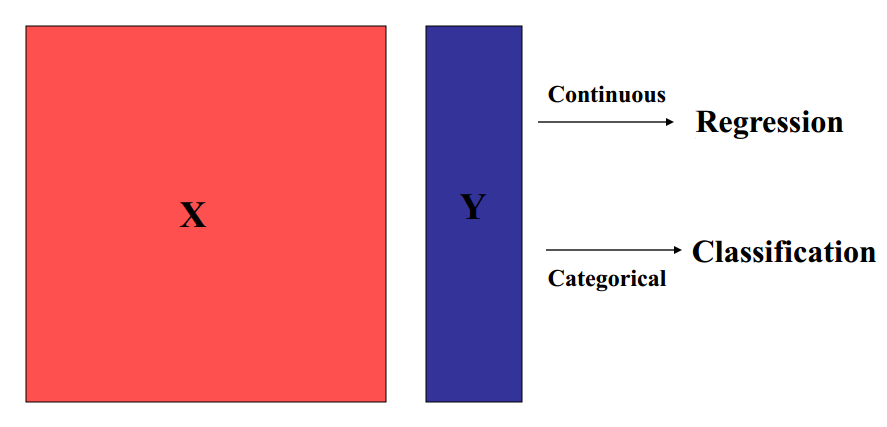 X
Y
Continuous
Regression
Classification
Categorical